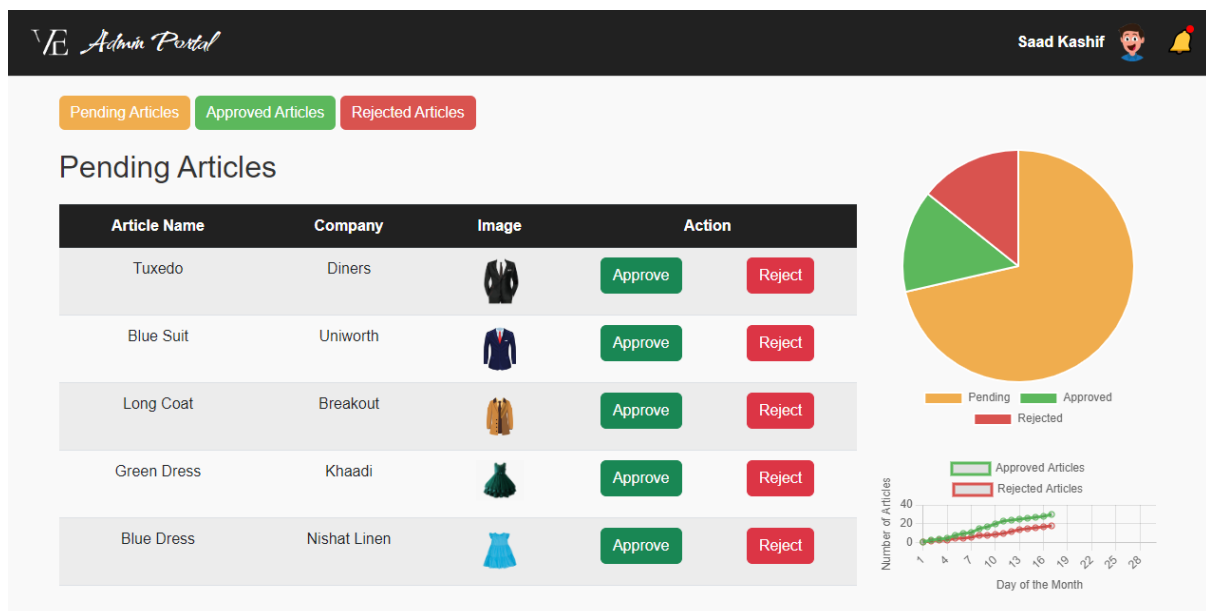 VE Admin Portal
Saad Kashif
Pending Articles Approved Articles Rejected Articles
Pending Articles
Article Name Company Image Action
Tuxedo Diners Approve Reject
Blue Suit Uniworth Approve Reject
Long Coat Breakout Approve Reject
Green Dress Khaadi Approve Reject
Blue Dress Nishat Linen Approve Reject
Pending Approved
Rejected
Approved Articles
Rejected Articles
Number of Articles
40
20
0
1 4 7 10 13 16 19 22 25 28
Day of the Month